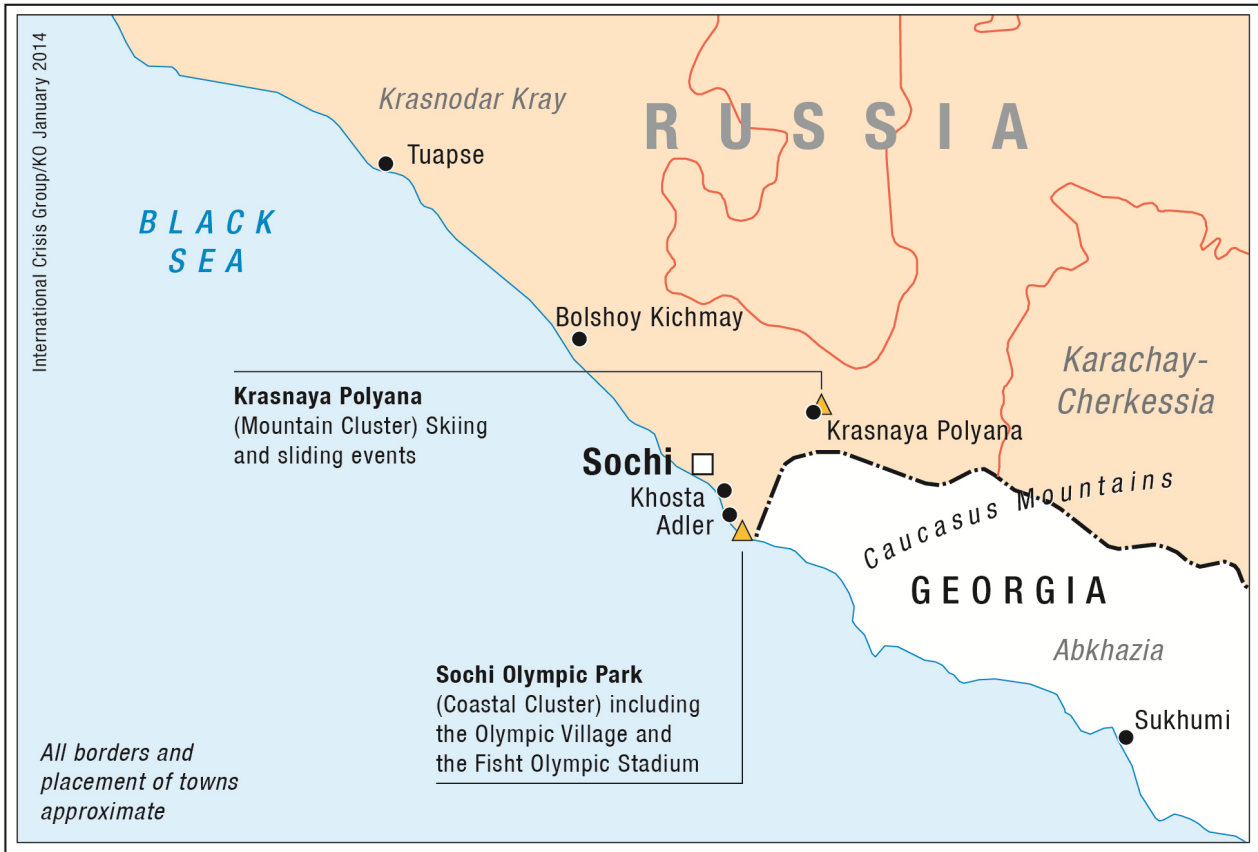 International Crisis Group/KO January 2014
Krasnodar Kray
RUSSIA
Tuapse
BLACK
SEA
Bolshoy Kichmay
Karachay-
Cherkessia
Krasnaya Polyana
(Mountain Cluster) Skiing
and sliding events
Krasnaya Polyana
Sochi
Khosta
Adler
Caucasus Mountains
GEORGIA
Abkhazia
Sochi Olympic Park
(Coastal Cluster) including
the Olympic Village and
the Fisht Olympic Stadium
Sukhumi
All borders and
placement of towns
approximate